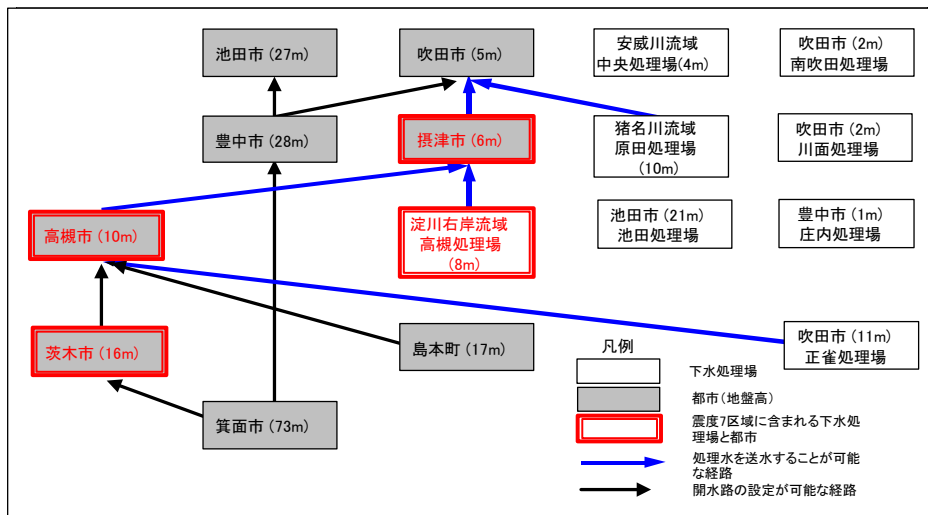 池田市 (27m)
吹田市 (5m)
安威川流域
中央処理場(4m)
吹田市 (2m)
南吹田処理場
豊中市 (28m)
摂津市 (6m)
猪名川流域
原田処理場
(10m)
吹田市 (2m)
川面処理場
高槻市 (10m)
淀川右岸流域
高槻処理場
(8m)
池田市 (21m)
池田処理場
豊中市 (1m)
庄内処理場
茨木市 (16m)
島本町 (17m)
吹田市 (11m)
正雀処理場
箕面市 (73m)
凡例
下水処理場
都市(地盤高)
震度7区域に含まれる下水処
理場と都市
処理水を送水することが可能
な経路
開水路の設定が可能な経路